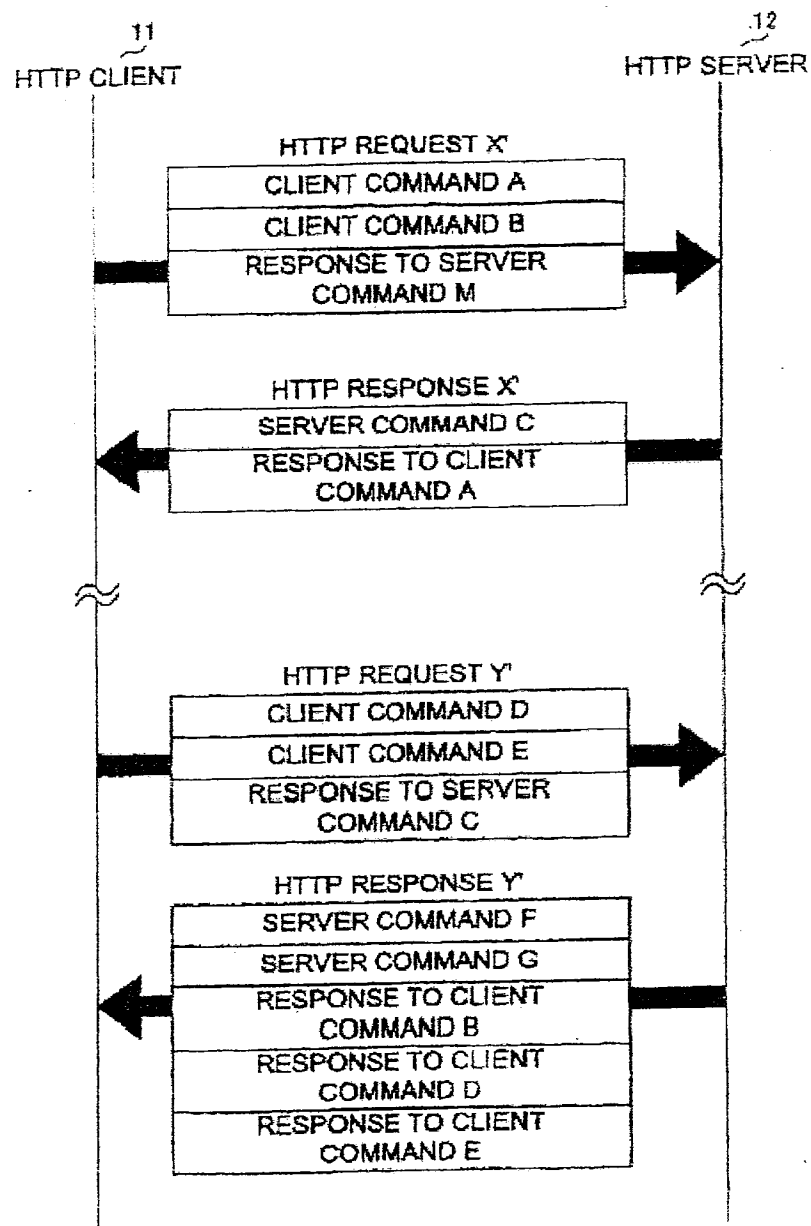 11
HTTP CLIENT
12
HTTP SERVER
HTTP REQUEST X'
CLIENT COMMAND A
CLIENT COMMAND B
RESPONSE TO SERVER
COMMAND M
HTTP RESPONSE X'
SERVER COMMAND C
RESPONSE TO CLIENT
COMMAND A
HTTP REQUEST Y'
CLIENT COMMAND D
CLIENT COMMAND E
RESPONSE TO SERVER
COMMAND C
HTTP RESPONSE Y'
SERVER COMMAND F
SERVER COMMAND G
RESPONSE TO CLIENT
COMMAND B
RESPONSE TO CLIENT
COMMAND D
RESPONSE TO CLIENT
COMMAND E